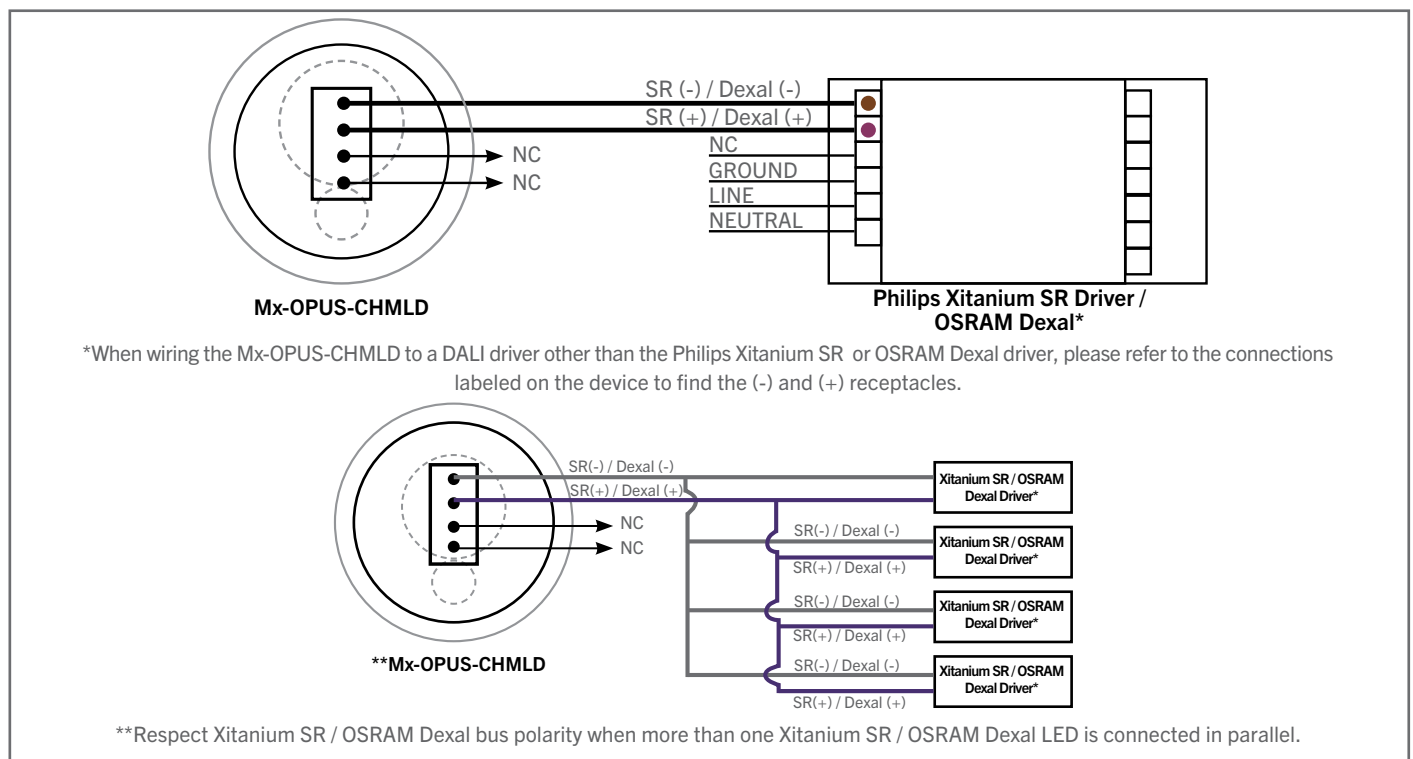 SR (-) / Dexal (-)
SR (+) / Dexal (+)
NC
NC
NC
GROUND
LINE
NEUTRAL
Mx-OPUS-CHMLD
Philips Xitanium SR Driver /
OSRAM Dexal*
*When wiring the Mx-OPUS-CHMLD to a DALI driver other than the Philips Xitanium SR or OSRAM Dexal driver, please refer to the connections
labeled on the device to find the (-) and (+) receptacles.
SR(-) / Dexal (-)
SR(+) / Dexal (+)
NC
NC
Xitanium SR / OSRAM
Dexal Driver*
SR(-) / Dexal (-)
SR(+) / Dexal (+)
Xitanium SR / OSRAM
Dexal Driver*
SR(-) / Dexal (-)
SR(+) / Dexal (+)
Xitanium SR / OSRAM
Dexal Driver*
SR(-) / Dexal (-)
SR(+) / Dexal (+)
Xitanium SR / OSRAM
Dexal Driver*
**Mx-OPUS-CHMLD
**Respect Xitanium SR / OSRAM Dexal bus polarity when more than one Xitanium SR / OSRAM Dexal LED is connected in parallel.